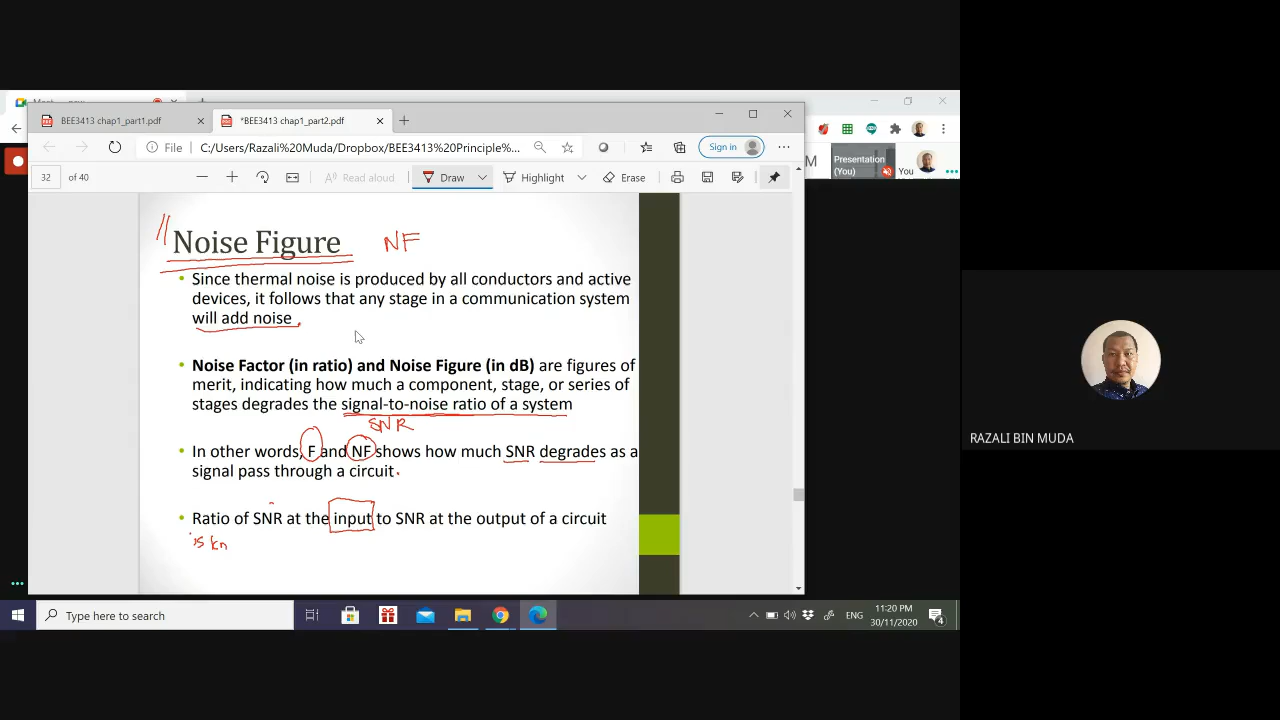 BEE3413 chap1_part1.pdf
*BEE3413 chap1_part2.pdf
File C:/Users/Razali%20Muda/Dropbox/BEE3413%20Principle%... Sign in
32 of 40 Read aloud Draw Highlight Erase
M Presentation (You) You
Noise Figure NF
• Since thermal noise is produced by all conductors and active
devices, it follows that any stage in a communication system
will add noise .
• Noise Factor (in ratio) and Noise Figure (in dB) are figures of
merit, indicating how much a component, stage, or series of
stages degrades the signal-to-noise ratio of a system
SNR
• In other words, F and NF shows how much SNR degrades as a
signal pass through a circuit.
• Ratio of SNR at the input to SNR at the output of a circuit
is kn
RAZALI BIN MUDA
Type here to search
ENG 11:20 PM
30/11/2020 4